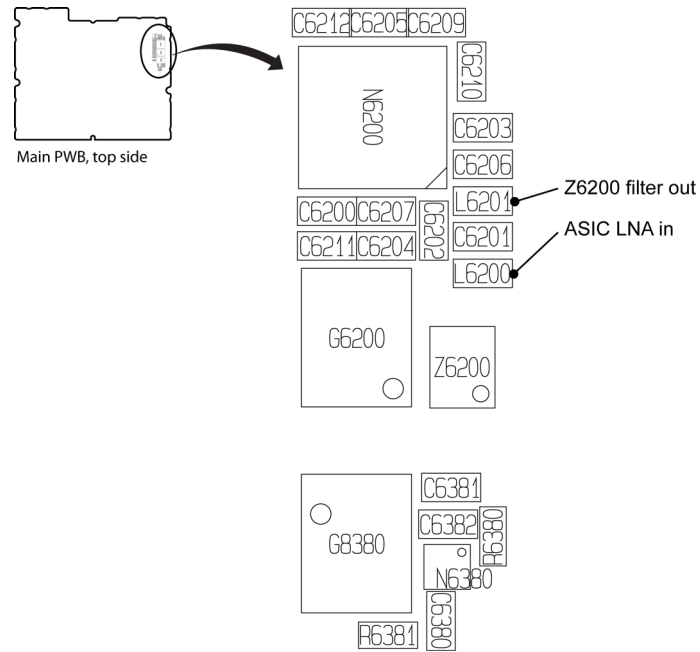 C6212 C6205 C6209
C6210
N6200
C6203
C6206
L6201 Z6200 filter out
C6200 C6207
C6202
C6201 ASIC LNA in
C6211 C6204
L6200
G6200
Z6200
Main PWB, top side
C6381
C6382
R6380
G8380
N6380
C6380
R6381